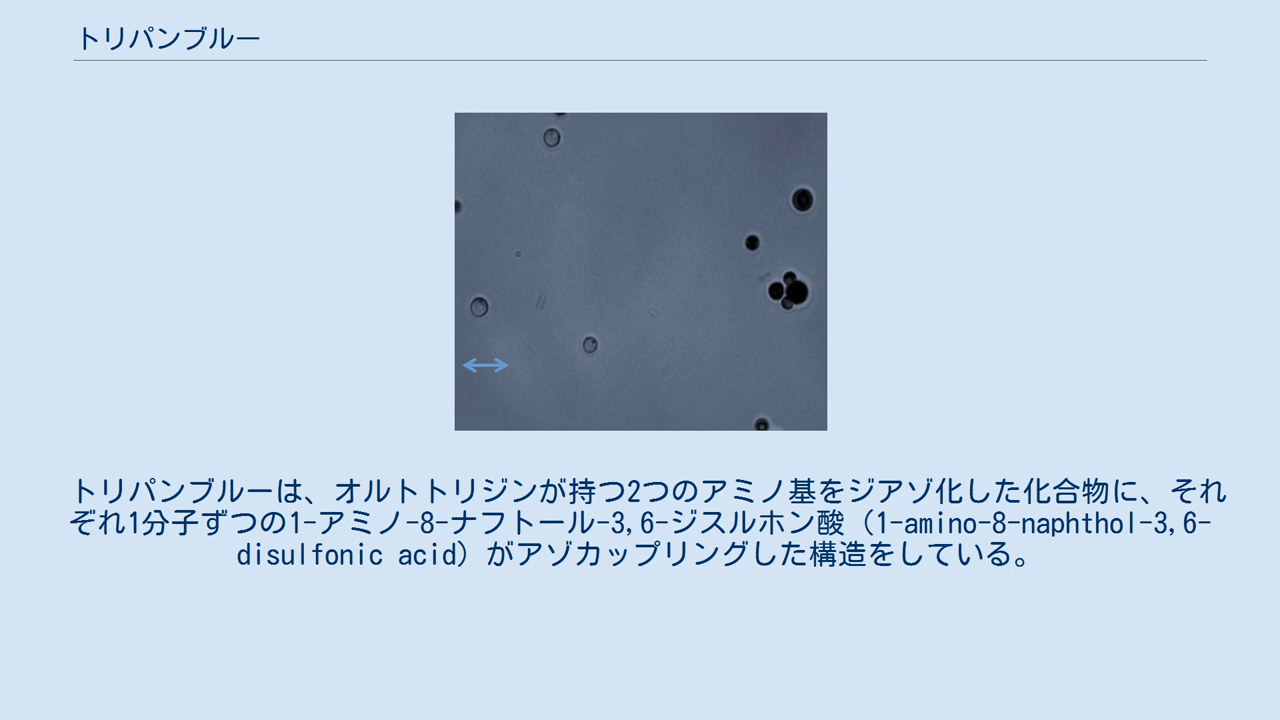 トリパンブルー
トリパンブルーは、オルトトリジンが持つ2つのアミノ基をジアゾ化した化合物に、それ
ぞれ1分子ずつの1-アミノ-8-ナフトール-3,6-ジスルホン酸（1-amino-8-naphthol-3,6-
disulfonic acid）がアゾカップリングした構造をしている。